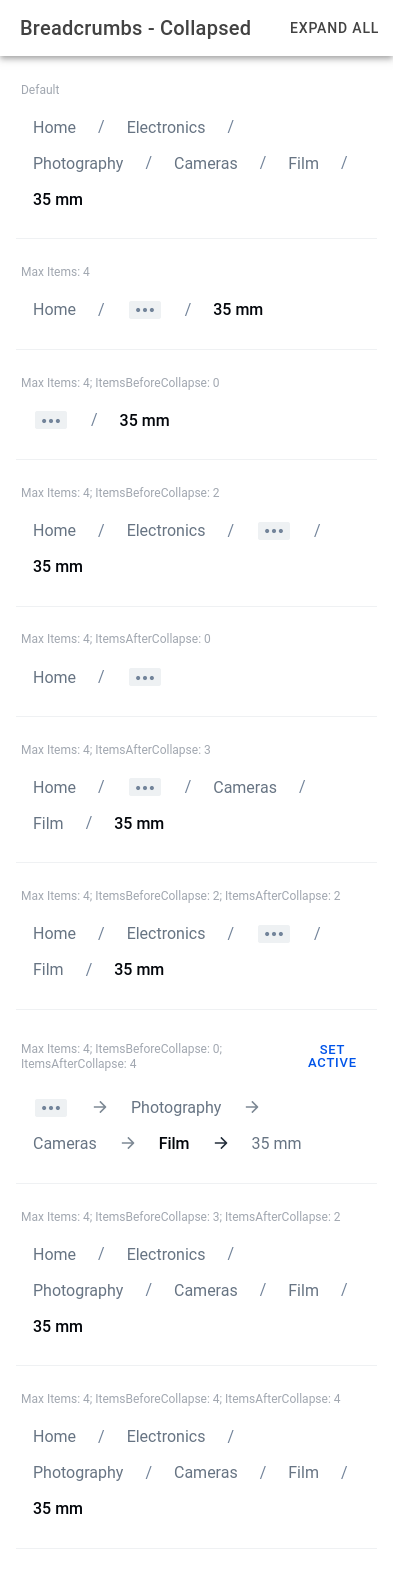 Breadcrumbs - Collapsed EXPAND ALL
Default
Home / Electronics /
Photography / Cameras / Film /
35 mm
Max Items: 4
Home / ••• / 35 mm
Max Items: 4; ItemsBeforeCollapse: 0
••• / 35 mm
Max Items: 4; ItemsBeforeCollapse: 2
Home / Electronics / ••• /
35 mm
Max Items: 4; ItemsAfterCollapse: 0
Home / •••
Max Items: 4; ItemsAfterCollapse: 3
Home / ••• / Cameras /
Film / 35 mm
Max Items: 4; ItemsBeforeCollapse: 2; ItemsAfterCollapse: 2
Home / Electronics / ••• /
Film / 35 mm
Max Items: 4; ItemsBeforeCollapse: 0;
ItemsAfterCollapse: 4
SET
ACTIVE
••• → Photography →
Cameras → Film → 35 mm
Max Items: 4; ItemsBeforeCollapse: 3; ItemsAfterCollapse: 2
Home / Electronics /
Photography / Cameras / Film /
35 mm
Max Items: 4; ItemsBeforeCollapse: 4; ItemsAfterCollapse: 4
Home / Electronics /
Photography / Cameras / Film /
35 mm